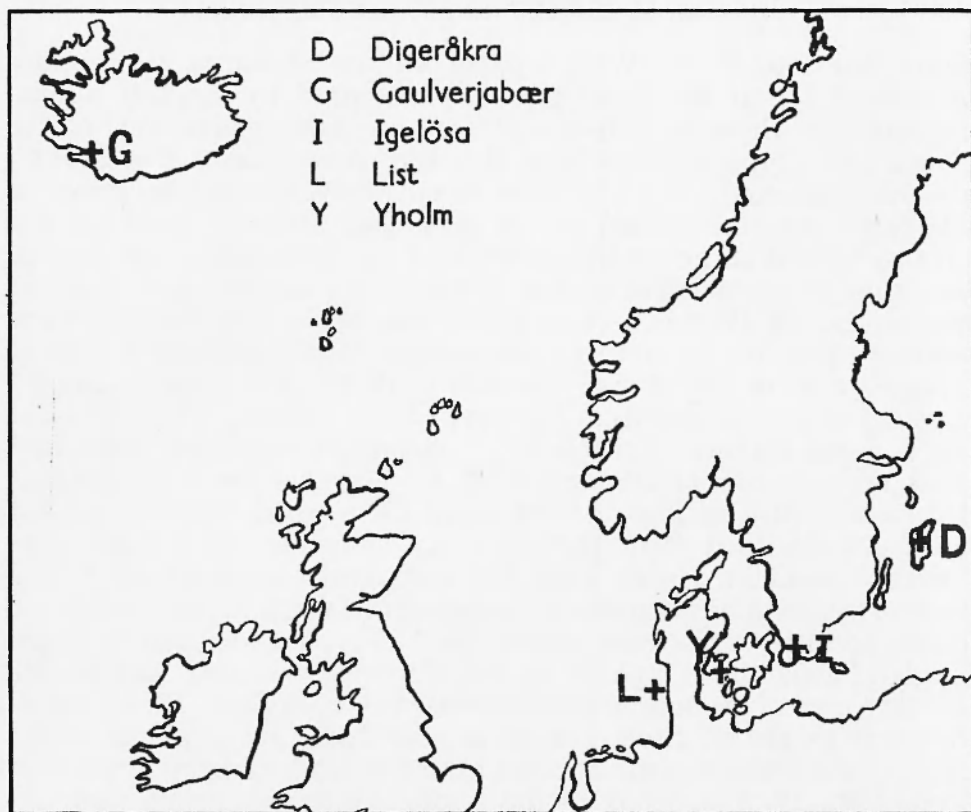 D Digeråkra
G Gaulverjabær
I Igelösa
L List
Y Yholm
+G
+D
Y
+
+I
L+